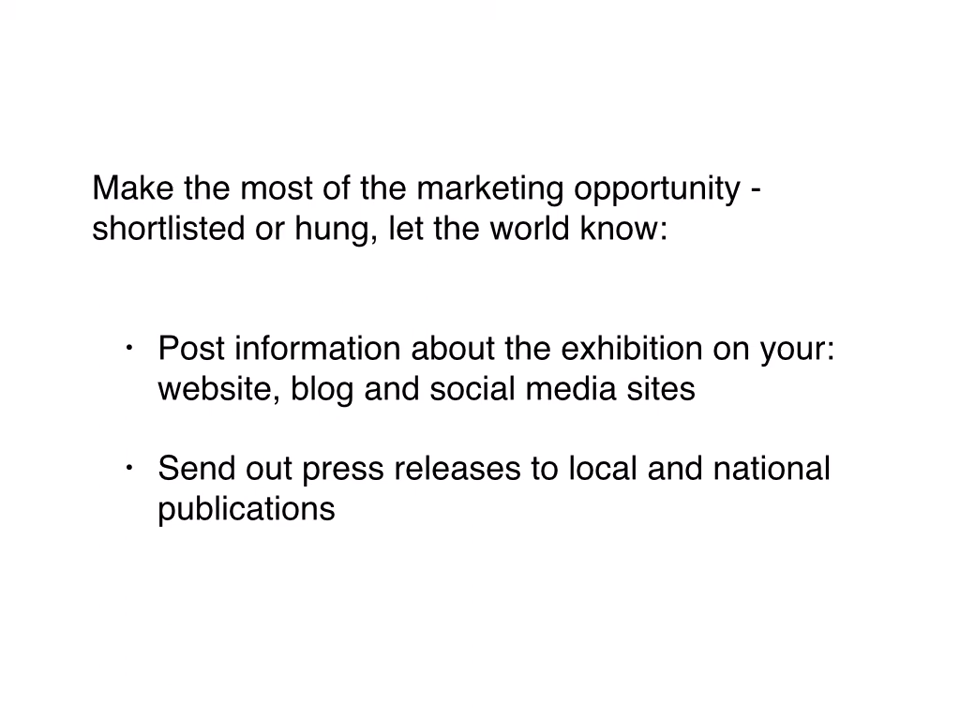 Make the most of the marketing opportunity -
shortlisted or hung, let the world know:
• Post information about the exhibition on your:
website, blog and social media sites
• Send out press releases to local and national
publications